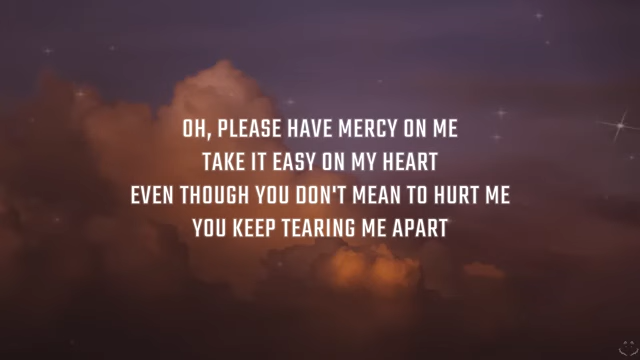 OH, PLEASE HAVE MERCY ON ME
TAKE IT EASY ON MY HEART
EVEN THOUGH YOU DON'T MEAN TO HURT ME
YOU KEEP TEARING ME APART